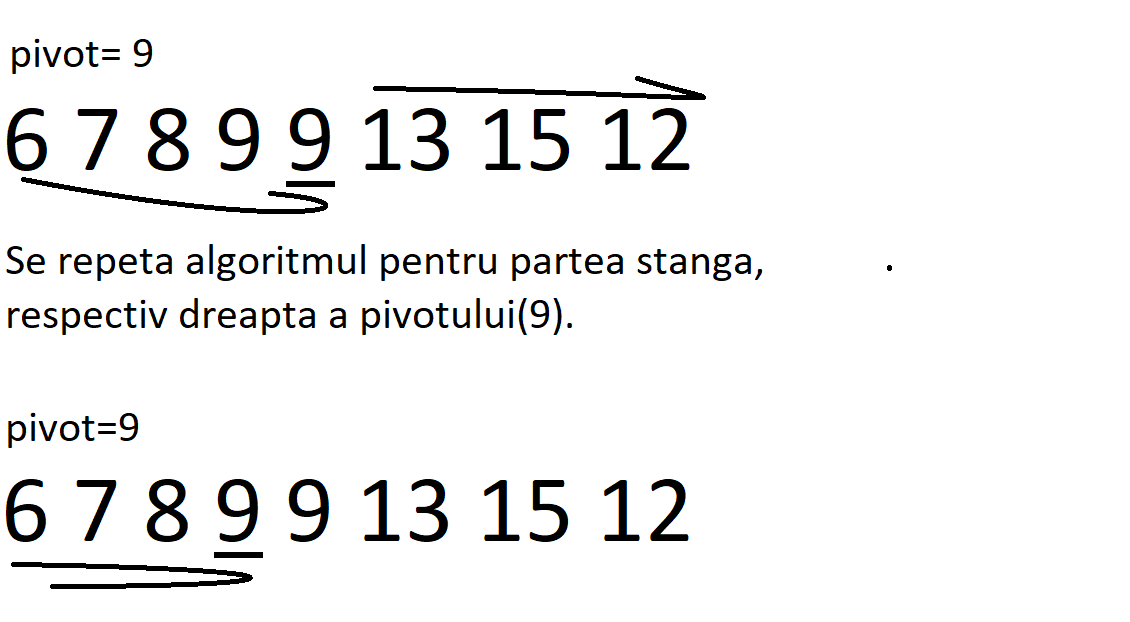 pivot= 9
6 7 8 9 9 13 15 12
Se repeta algoritmul pentru partea stanga,
respectiv dreapta a pivotului(9).
pivot=9
6 7 8 9 9 13 15 12